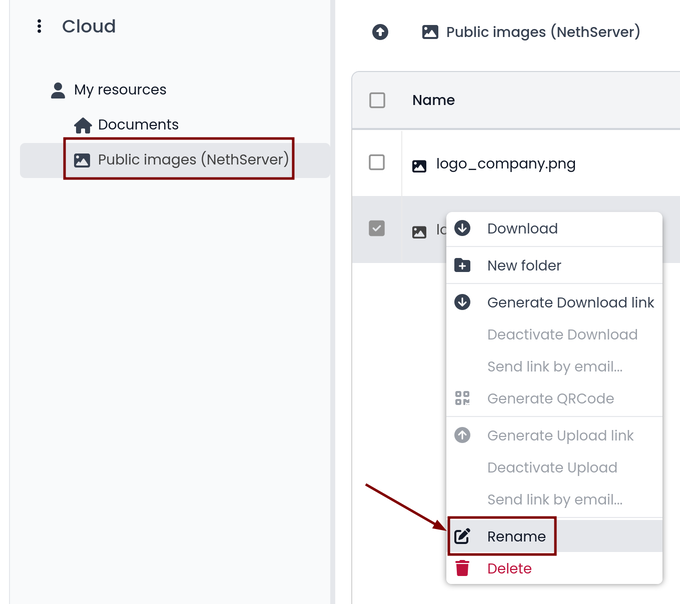 Cloud
My resources
Documents
Public images (NethServer)
Public images (NethServer)
Name
logo_company.png
Download
New folder
Generate Download link
Deactivate Download
Send link by email...
Generate QRCode
Generate Upload link
Deactivate Upload
Send link by email...
Rename
Delete